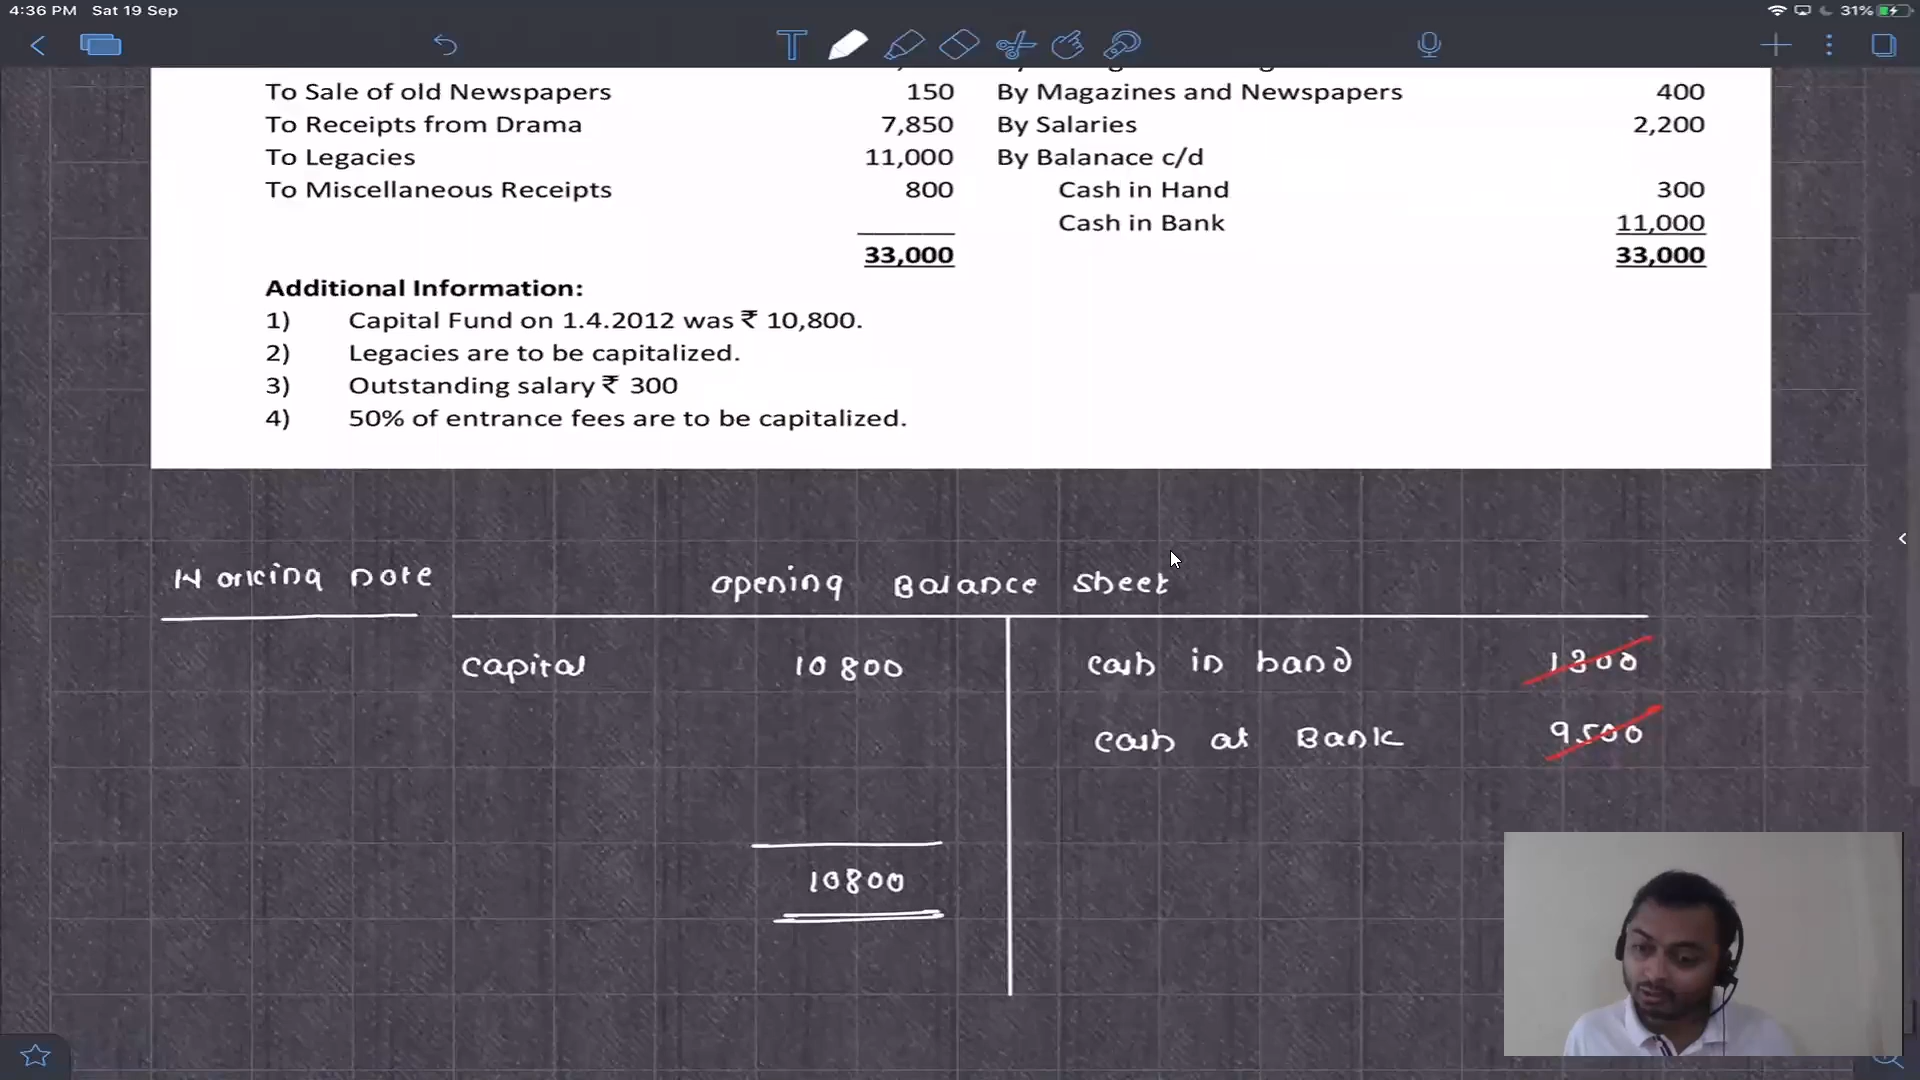 4:36 PM Sat 19 Sep
31%
T
To Sale of old Newspapers 150 By Magazines and Newspapers 400
To Receipts from Drama 7,850 By Salaries 2,200
To Legacies 11,000 By Balanace c/d
To Miscellaneous Receipts 800 Cash in Hand 300
Cash in Bank 11,000
33,000 33,000
Additional Information:
1) Capital Fund on 1.4.2012 was ₹ 10,800.
2) Legacies are to be capitalized.
3) Outstanding salary ₹ 300
4) 50% of entrance fees are to be capitalized.
Working Note opening Balance Sheet
capital 10 800 cash in hand 1300
cash at Bank 9500
10800